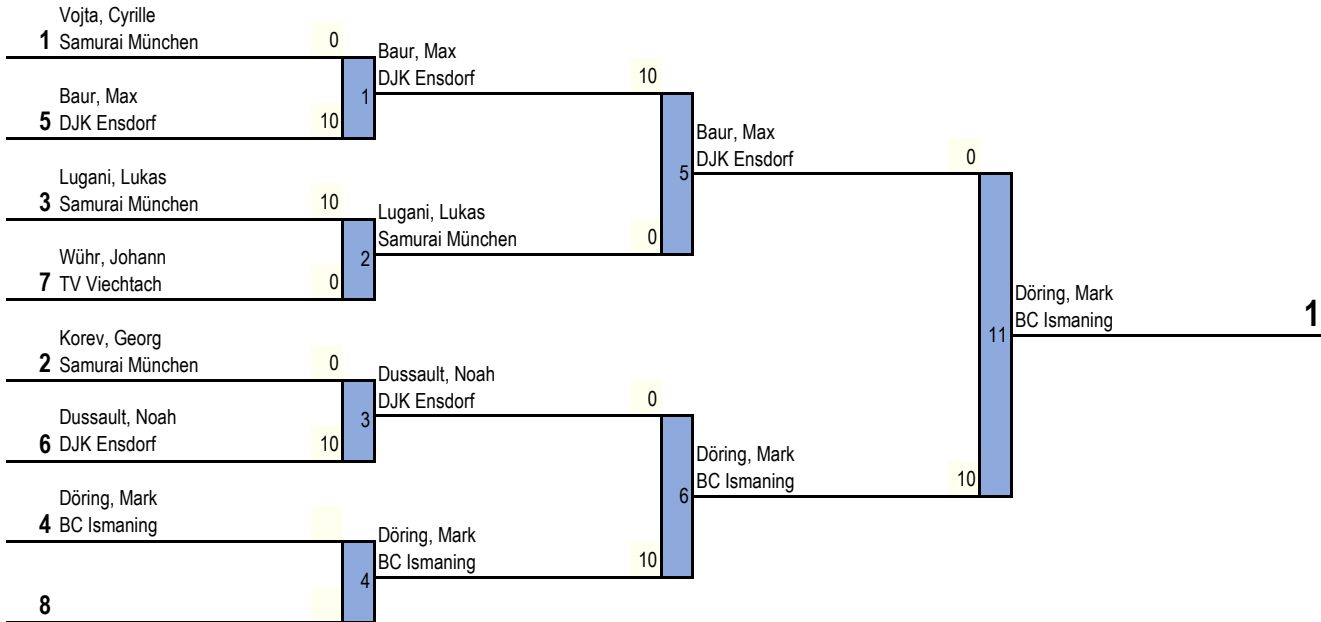 Vojta, Cyrille
1 Samurai München 0
Baur, Max
DJK Ensdorf 10
1
Baur, Max
5 DJK Ensdorf 10
Baur, Max
DJK Ensdorf 0
5
Lugani, Lukas
3 Samurai München 10
Lugani, Lukas
Samurai München 0
2
Wühr, Johann
7 TV Viechtach 0
Döring, Mark
BC Ismaning 1
11
Korev, Georg
2 Samurai München 0
Dussault, Noah
DJK Ensdorf 0
3
Dussault, Noah
6 DJK Ensdorf 10
Döring, Mark
BC Ismaning 10
6
Döring, Mark
4 BC Ismaning
Döring, Mark
BC Ismaning 10
4
8